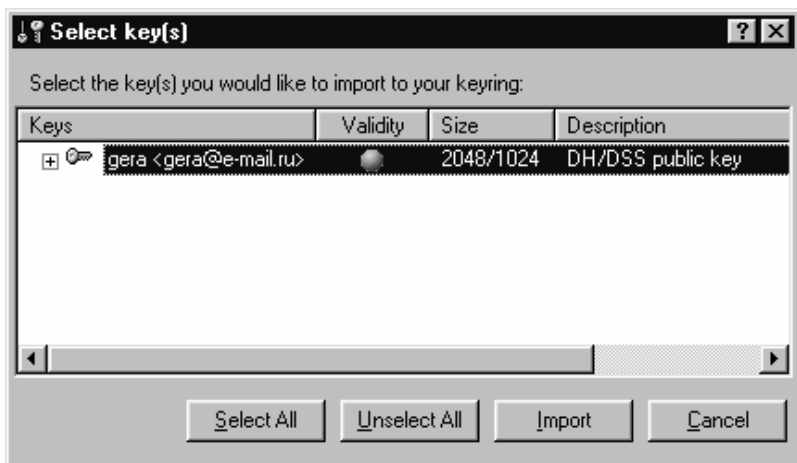 Select key(s)
Select the key(s) you would like to import to your keyring:
Keys Validity Size Description
gera <gera@e-mail.ru> 2048/1024 DH/DSS public key
Select All Unselect All Import Cancel